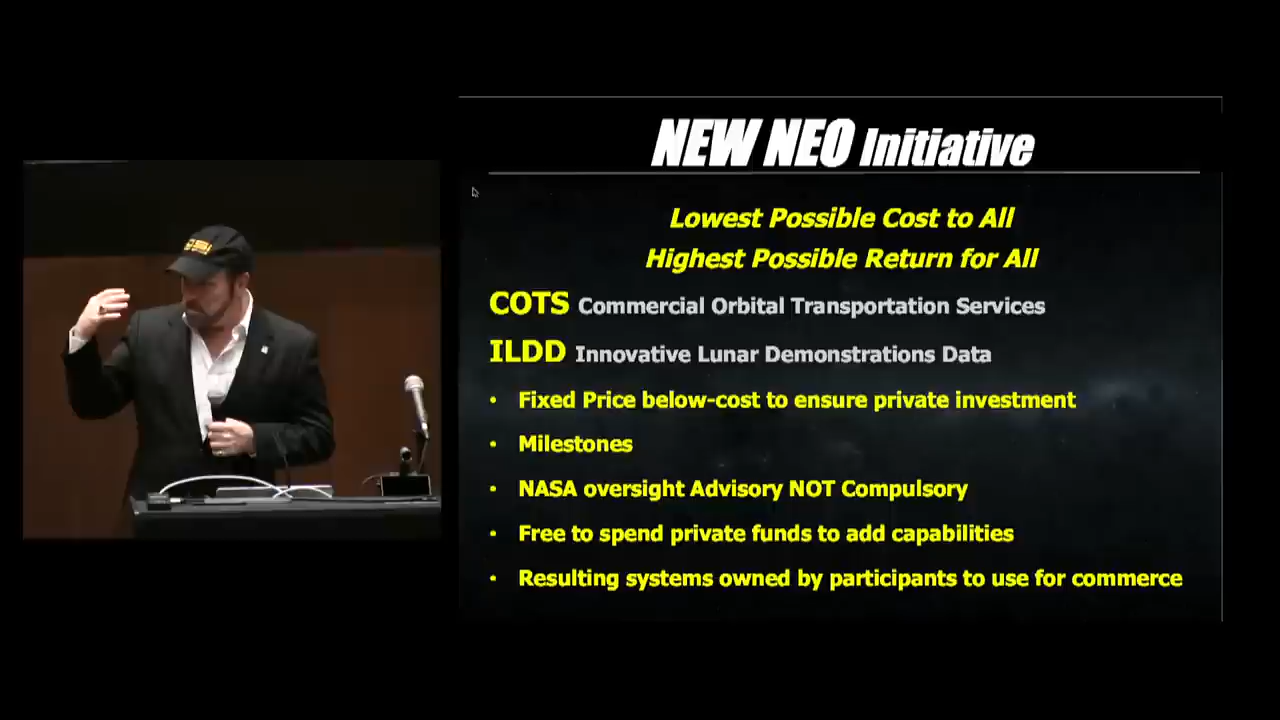 NEW NEO Initiative
Lowest Possible Cost to All
Highest Possible Return for All
COTS Commercial Orbital Transportation Services
ILDD Innovative Lunar Demonstrations Data
• Fixed Price below-cost to ensure private investment
• Milestones
• NASA oversight Advisory NOT Compulsory
• Free to spend private funds to add capabilities
• Resulting systems owned by participants to use for commerce